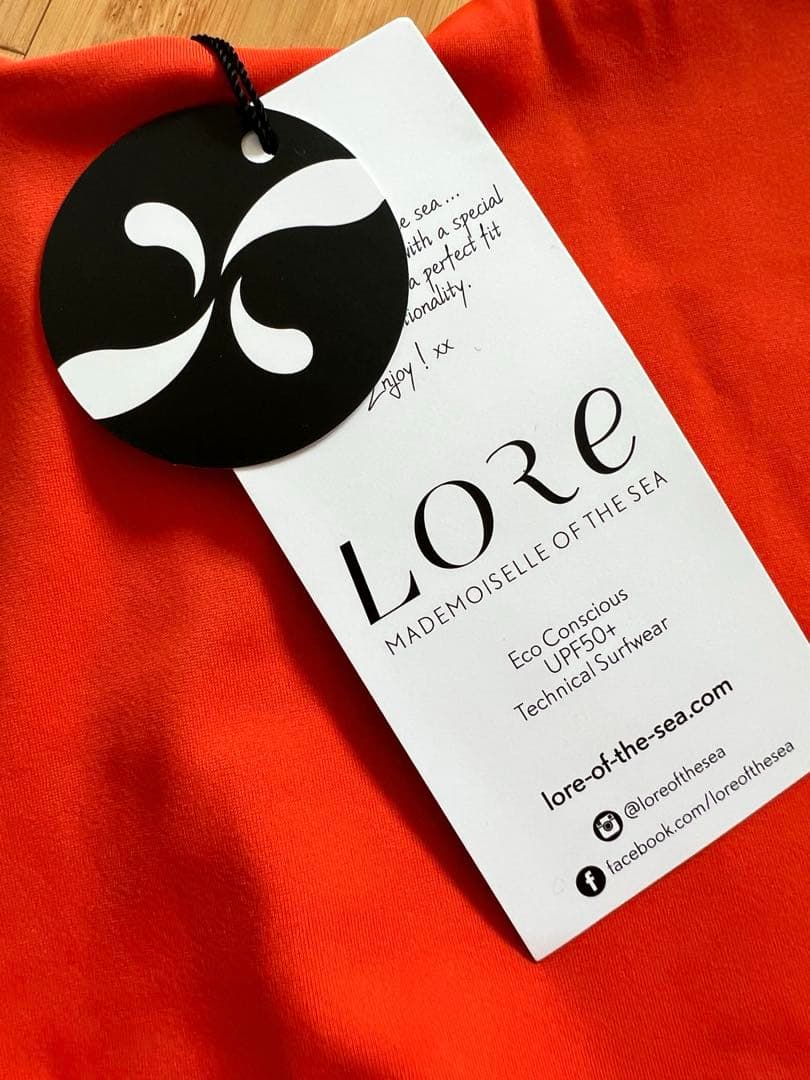 sea...
with a special
a perfect fit
Enjoy! xx
LORe
MADEMOISELLE OF THE SEA
Eco Conscious
UPF50+
Technical Surfwear
lore-of-the-sea.com
@loreofthesea
facebook.com/loreofthesea